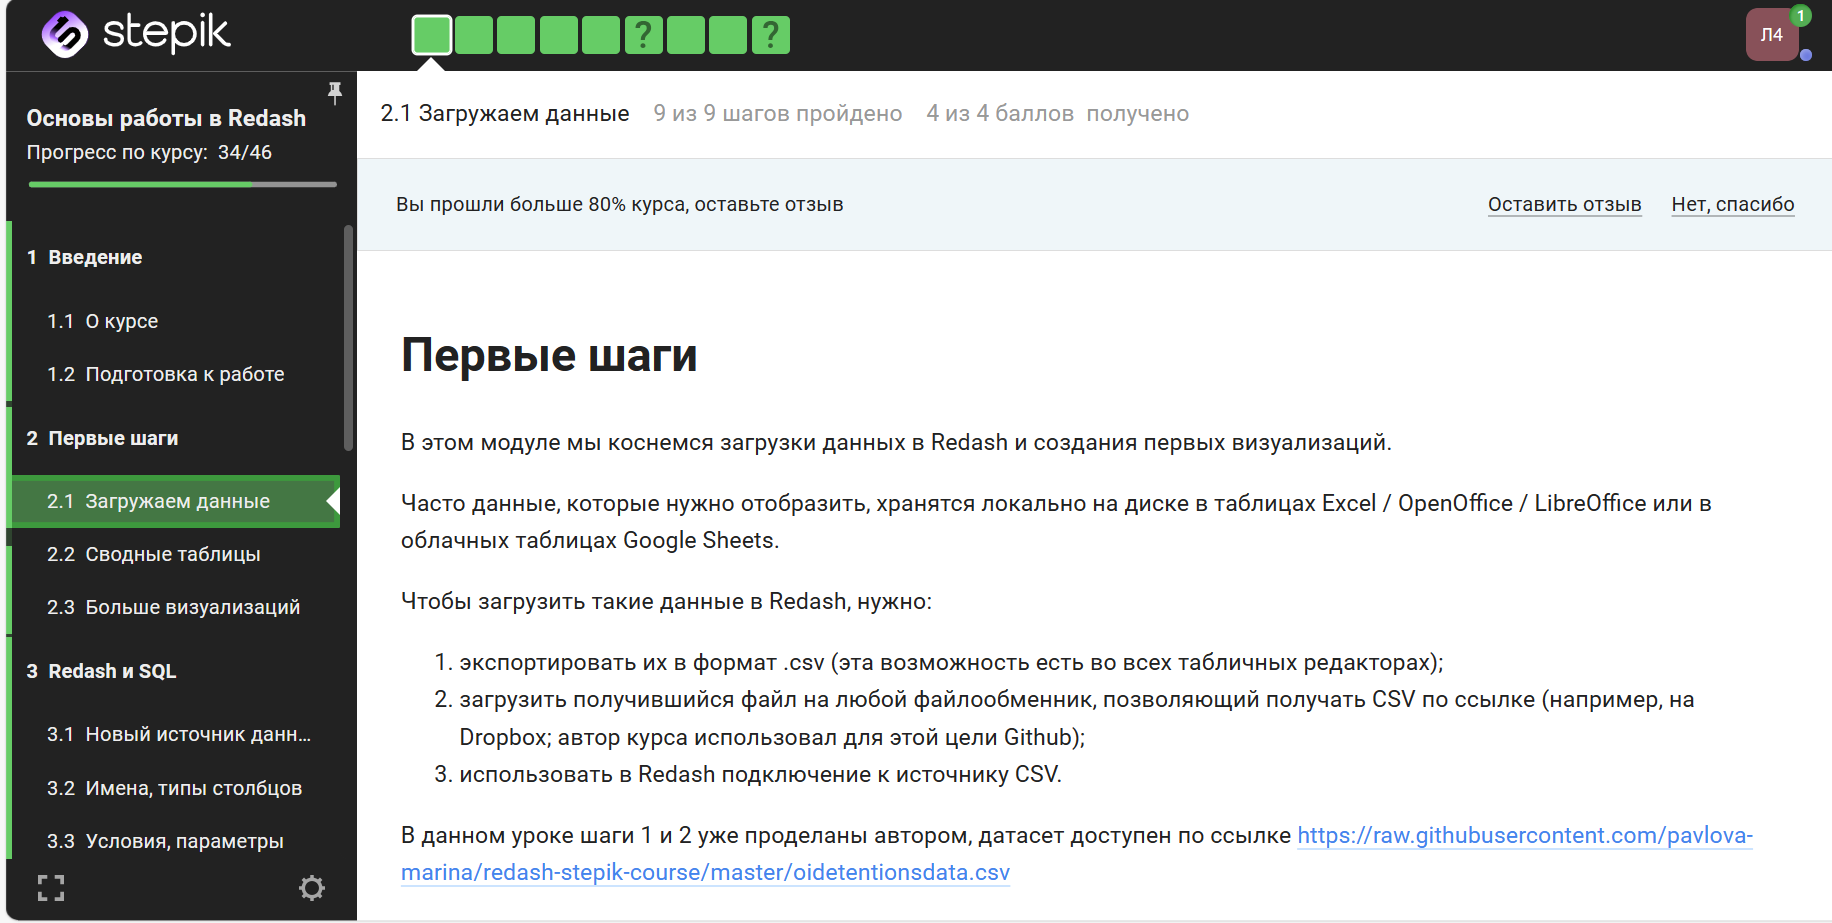 stepik
? ?
Л4
1
Основы работы в Redash
Прогресс по курсу: 34/46
1 Введение
1.1 О курсе
1.2 Подготовка к работе
2 Первые шаги
2.1 Загружаем данные
2.2 Сводные таблицы
2.3 Больше визуализаций
3 Redash и SQL
3.1 Новый источник данн...
3.2 Имена, типы столбцов
3.3 Условия, параметры
2.1 Загружаем данные 9 из 9 шагов пройдено 4 из 4 баллов получено
Вы прошли больше 80% курса, оставьте отзыв Оставить отзыв Нет, спасибо
Первые шаги
В этом модуле мы коснемся загрузки данных в Redash и создания первых визуализаций.
Часто данные, которые нужно отобразить, хранятся локально на диске в таблицах Excel / OpenOffice / LibreOffice или в
облачных таблицах Google Sheets.
Чтобы загрузить такие данные в Redash, нужно:
1. экспортировать их в формат .csv (эта возможность есть во всех табличных редакторах);
2. загрузить получившийся файл на любой файлообменник, позволяющий получать CSV по ссылке (например, на
Dropbox; автор курса использовал для этой цели Github);
3. использовать в Redash подключение к источнику CSV.
В данном уроке шаги 1 и 2 уже проделаны автором, датасет доступен по ссылке https://raw.githubusercontent.com/pavlova-
marina/redash-stepik-course/master/oidetentionsdata.csv